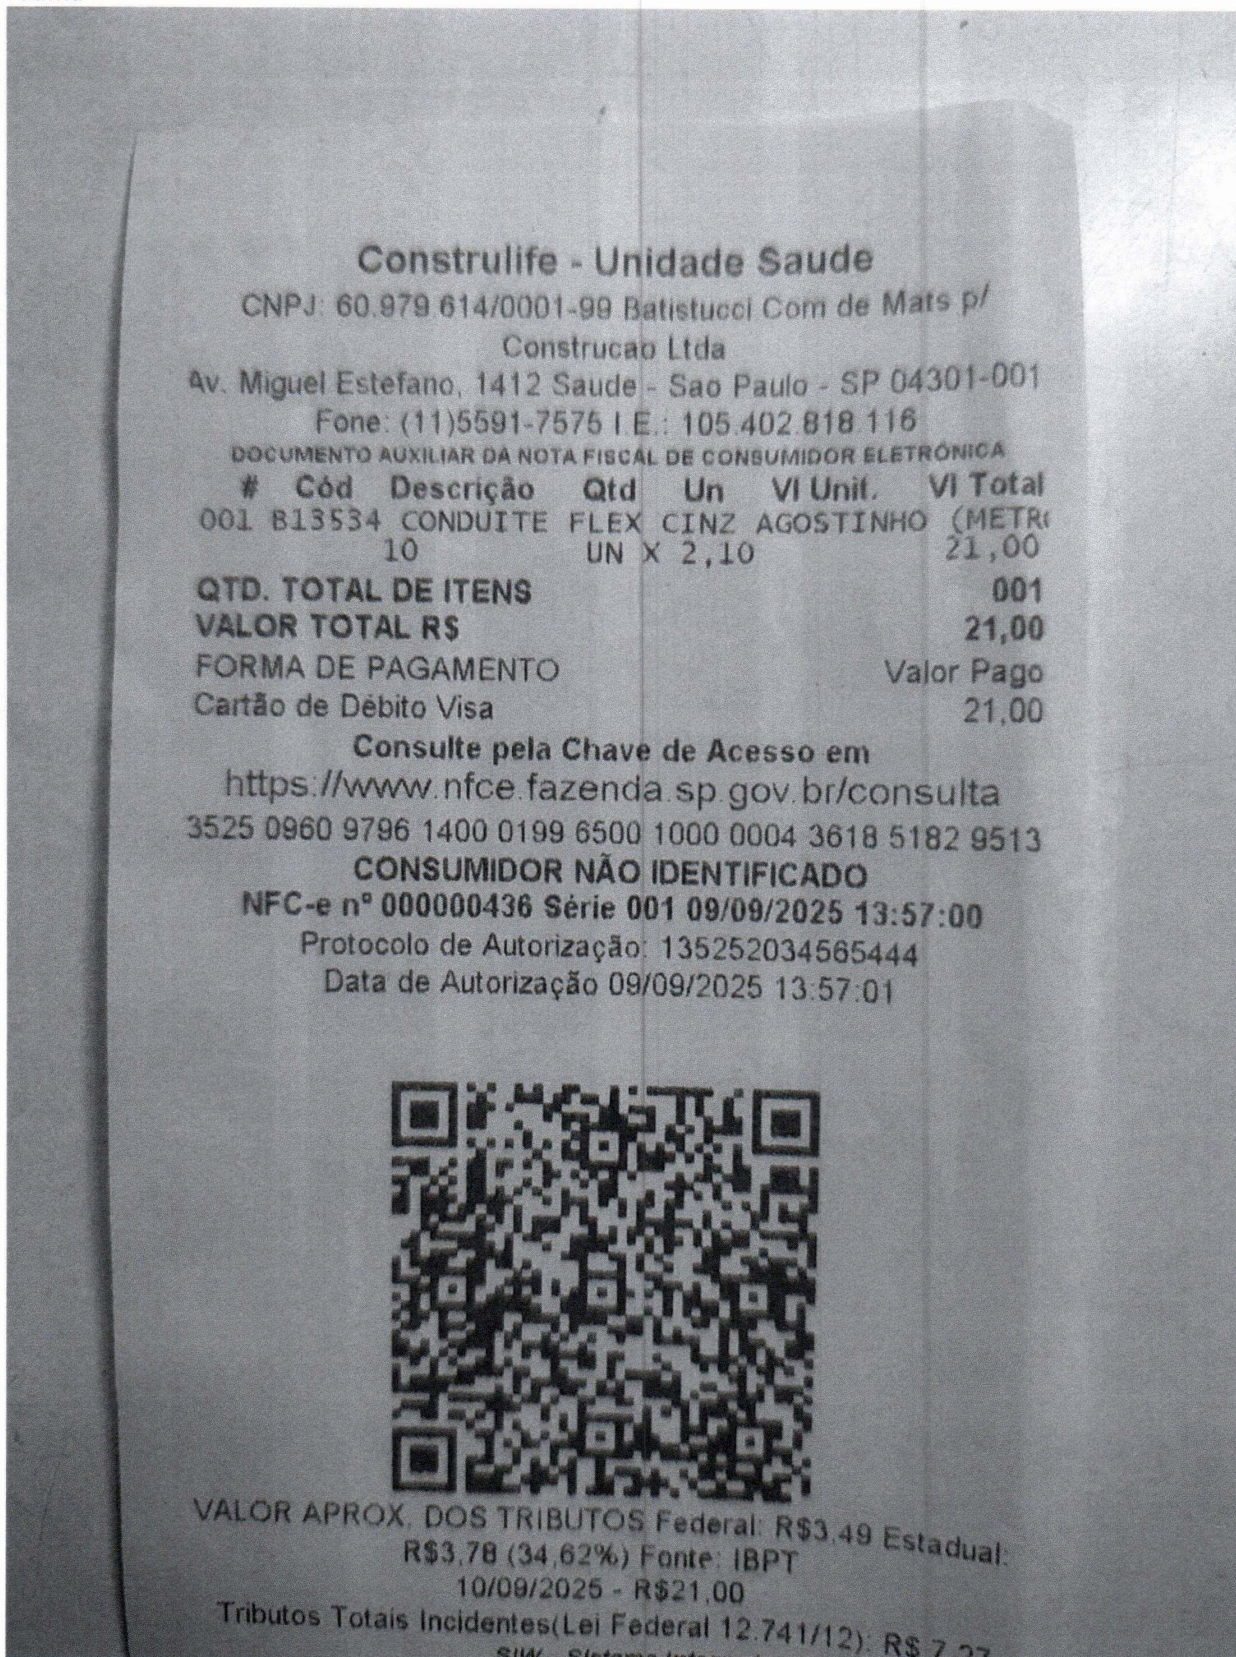 Construlife - Unidade Saude
CNPJ: 60.979.614/0001-99 Batistucci Com de Mats p/
Construcao Ltda
Av. Miguel Estefano, 1412 Saude - Sao Paulo - SP 04301-001
Fone: (11)5591-7575 I.E.: 105.402.818.116
DOCUMENTO AUXILIAR DA NOTA FISCAL DE CONSUMIDOR ELETRÔNICA
# Cód Descrição Qtd Un Vl Unit. Vl Total
001 B13534 CONDUITE FLEX CINZ AGOSTINHO (METR
10 UN X 2,10 21,00
QTD. TOTAL DE ITENS 001
VALOR TOTAL R$ 21,00
FORMA DE PAGAMENTO Valor Pago
Cartão de Débito Visa 21,00
Consulte pela Chave de Acesso em
https://www.nfce.fazenda.sp.gov.br/consulta
3525 0960 9796 1400 0199 6500 1000 0004 3618 5182 9513
CONSUMIDOR NÃO IDENTIFICADO
NFC-e nº 000000436 Série 001 09/09/2025 13:57:00
Protocolo de Autorização: 135252034565444
Data de Autorização 09/09/2025 13:57:01
VALOR APROX. DOS TRIBUTOS Federal: R$3,49 Estadual:
R$3,78 (34,62%) Fonte: IBPT
10/09/2025 - R$21,00
Tributos Totais Incidentes(Lei Federal 12.741/12): R$ 7,27